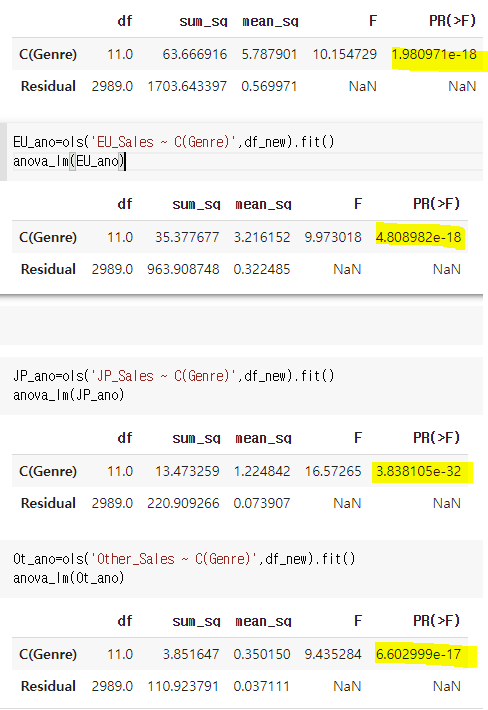 df sum_sq mean_sq F PR(>F)
C(Genre) 11.0 63.666916 5.787901 10.154729 1.980971e-18
Residual 2989.0 1703.643397 0.569971 NaN NaN
EU_ano=ols('EU_Sales ~ C(Genre)',df_new).fit()
anova_lm(EU_ano)
df sum_sq mean_sq F PR(>F)
C(Genre) 11.0 35.377677 3.216152 9.973018 4.808982e-18
Residual 2989.0 963.908748 0.322485 NaN NaN
JP_ano=ols('JP_Sales ~ C(Genre)',df_new).fit()
anova_lm(JP_ano)
df sum_sq mean_sq F PR(>F)
C(Genre) 11.0 13.473259 1.224842 16.57265 3.838105e-32
Residual 2989.0 220.909266 0.073907 NaN NaN
Ot_ano=ols('Other_Sales ~ C(Genre)',df_new).fit()
anova_lm(Ot_ano)
df sum_sq mean_sq F PR(>F)
C(Genre) 11.0 3.851647 0.350150 9.435284 6.602999e-17
Residual 2989.0 110.923791 0.037111 NaN NaN